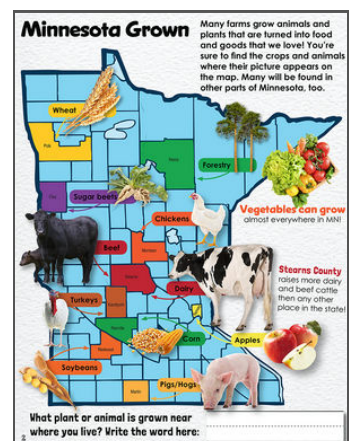 Minnesota Grown
Many farms grow animals and
plants that are turned into food
and goods that we love! You're
sure to find the crops and animals
where their picture appears on
the map. Many will be found in
other parts of Minnesota, too.
Wheat
Polk
Forestry
Clay
Sugar beets
Vegetables can grow
almost everywhere in MN!
Chickens
Beef
Stearns County
raises more dairy
and beef cattle
then any other
place in the state!
Dairy
Turkeys
Corn
Apples
Soybeans
Pigs/Hogs
What plant or animal is grown near
where you live? Write the word here:
2